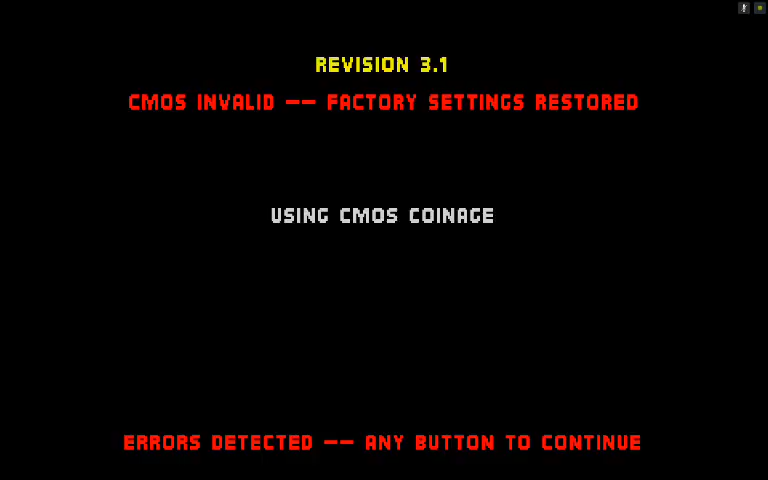 REVISION 3.1
CMOS INVALID -- FACTORY SETTINGS RESTORED
USING CMOS COINAGE
ERRORS DETECTED -- ANY BUTTON TO CONTINUE